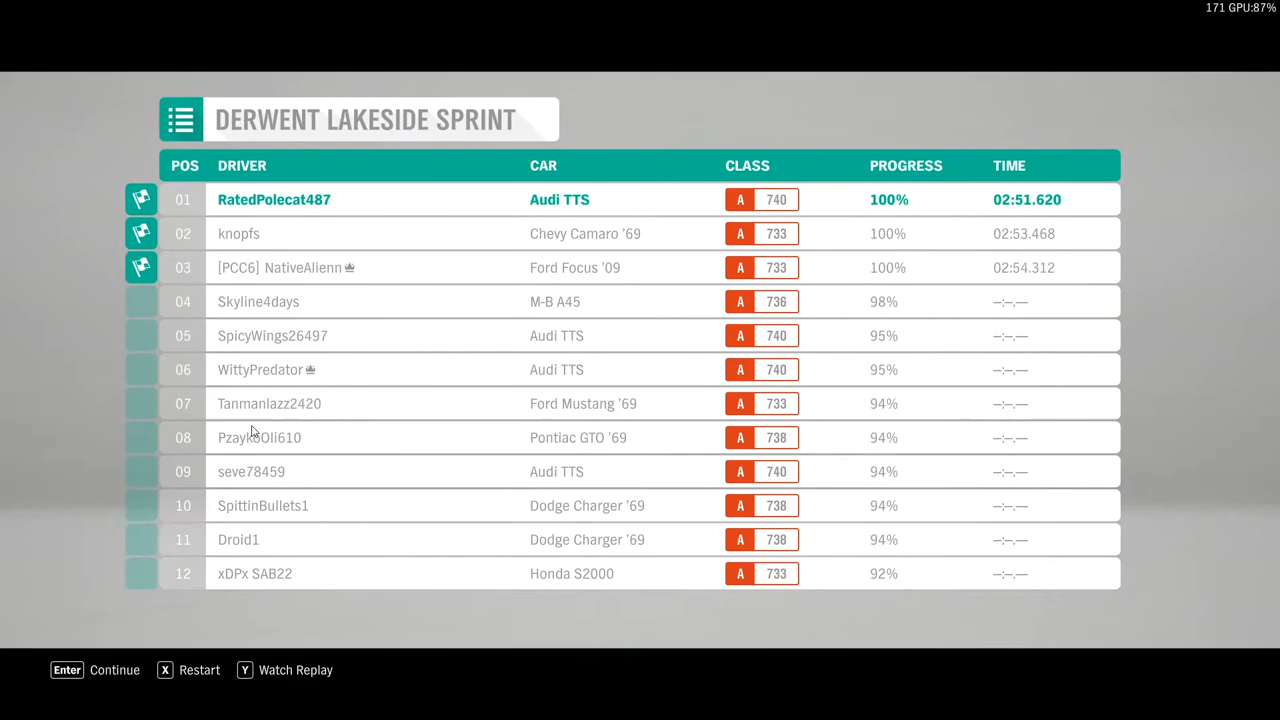 171 GPU:87%
DERWENT LAKESIDE SPRINT
POS DRIVER CAR CLASS PROGRESS TIME
01 RatedPolecat487 Audi TTS A 740 100% 02:51.620
02 knopfs Chevy Camaro '69 A 733 100% 02:53.468
03 [PCC6] NativeAlienn Ford Focus '09 A 733 100% 02:54.312
04 Skyline4days M-B A45 A 736 98% --:--.---
05 SpicyWings26497 Audi TTS A 740 95% --:--.---
06 WittyPredator Audi TTS A 740 95% --:--.---
07 Tanmanlazz2420 Ford Mustang '69 A 733 94% --:--.---
08 PzaykoOli610 Pontiac GTO '69 A 738 94% --:--.---
09 seve78459 Audi TTS A 740 94% --:--.---
10 SpittinBullets1 Dodge Charger '69 A 738 94% --:--.---
11 Droid1 Dodge Charger '69 A 738 94% --:--.---
12 xDPx SAB22 Honda S2000 A 733 92% --:--.---
Enter Continue X Restart Y Watch Replay